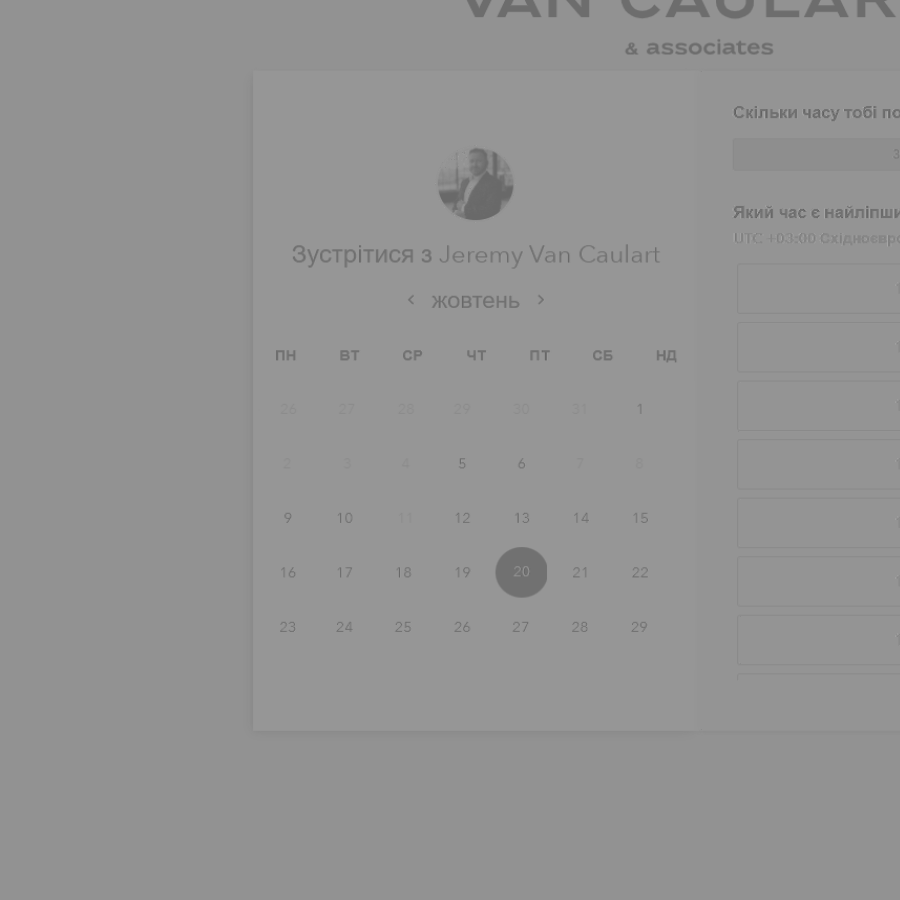 VAN CAULAR
& associates
Зустрітися з Jeremy Van Caulart
‹ жовтень ›
ПН ВТ СР ЧТ ПТ СБ НД
26 27 28 29 30 31 1
2 3 4 5 6 7 8
9 10 11 12 13 14 15
16 17 18 19 20 21 22
23 24 25 26 27 28 29
Скільки часу тобі по
Який час є найліпши
UTC +03:00 Східноєвро